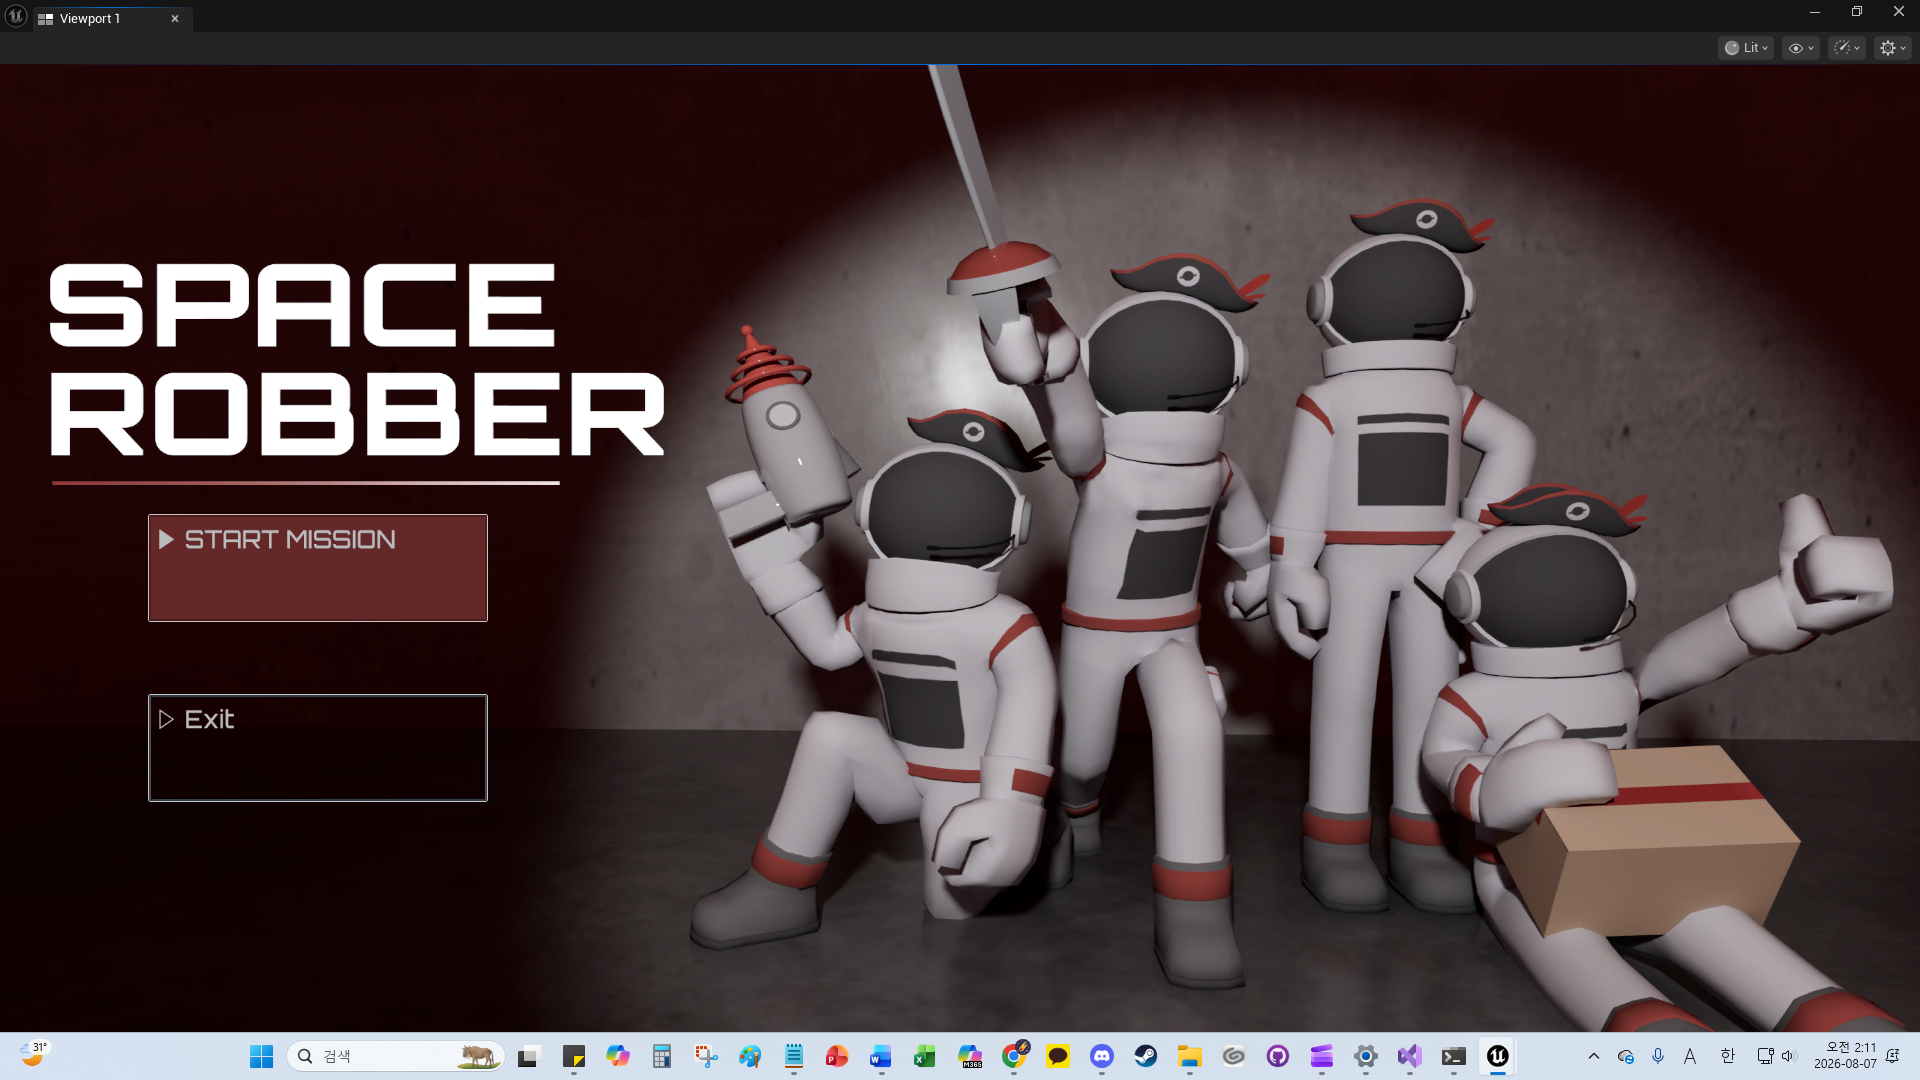 Viewport 1
Lit
SPACE
ROBBER
START MISSION
Exit
31°
검색
M365
A
한
오전 2:11
2026-08-07